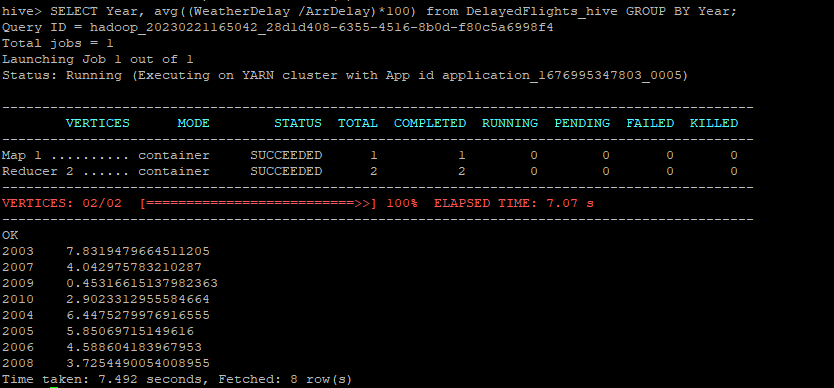 hive> SELECT Year, avg((WeatherDelay /ArrDelay)*100) from DelayedFlights_hive GROUP BY Year;
Query ID = hadoop_20230221165042_28d1d408-6355-4516-8b0d-f80c5a6998f4
Total jobs = 1
Launching Job 1 out of 1
Status: Running (Executing on YARN cluster with App id application_1676995347803_0005)
----------------------------------------------------------------------------------------------
VERTICES MODE STATUS TOTAL COMPLETED RUNNING PENDING FAILED KILLED
----------------------------------------------------------------------------------------------
Map 1 .......... container SUCCEEDED 1 1 0 0 0 0
Reducer 2 ...... container SUCCEEDED 2 2 0 0 0 0
----------------------------------------------------------------------------------------------
VERTICES: 02/02 [==========================>>] 100% ELAPSED TIME: 7.07 s
----------------------------------------------------------------------------------------------
OK
2003 7.8319479664511205
2007 4.042975783210287
2009 0.45316615137982363
2010 2.9023312955584664
2004 6.4475279976916555
2005 5.85069715149616
2006 4.588604183967953
2008 3.7254490054008955
Time taken: 7.492 seconds, Fetched: 8 row(s)